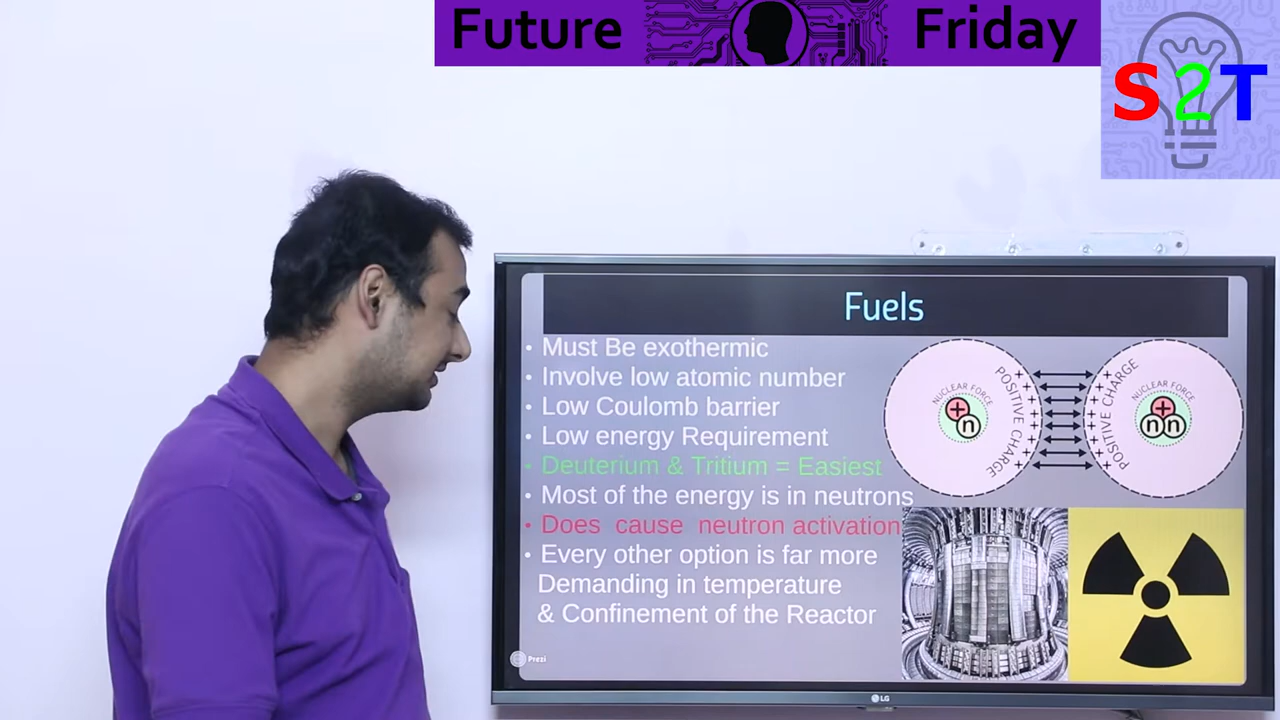 Future Friday
S2T
Fuels
• Must Be exothermic
• Involve low atomic number
• Low Coulomb barrier
• Low energy Requirement
• Deuterium & Tritium = Easiest
• Most of the energy is in neutrons
• Does cause neutron activation
• Every other option is far more
Demanding in temperature
& Confinement of the Reactor
NUCLEAR FORCE
+
n
POSITIVE CHARGE
POSITIVE CHARGE
NUCLEAR FORCE
+
n n
Prezi
LG